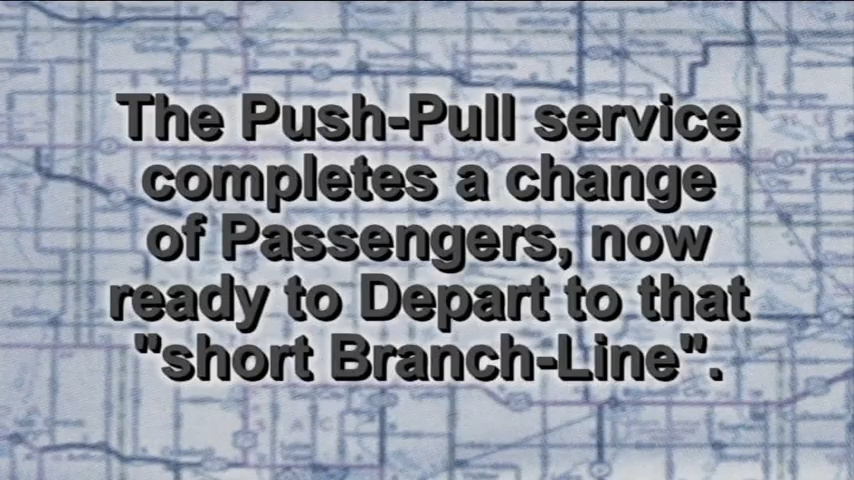 The Push-Pull service
completes a change
of Passengers, now
ready to Depart to that
"short Branch-Line".